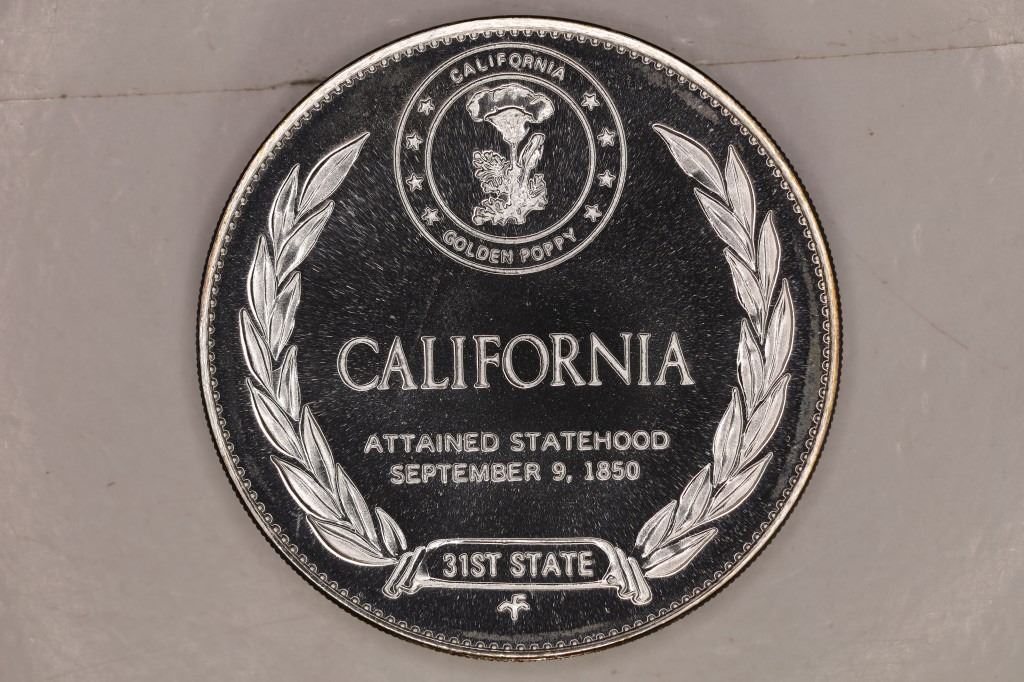 CALIFORNIA
GOLDEN POPPY
CALIFORNIA
ATTAINED STATEHOOD
SEPTEMBER 9, 1850
31ST STATE